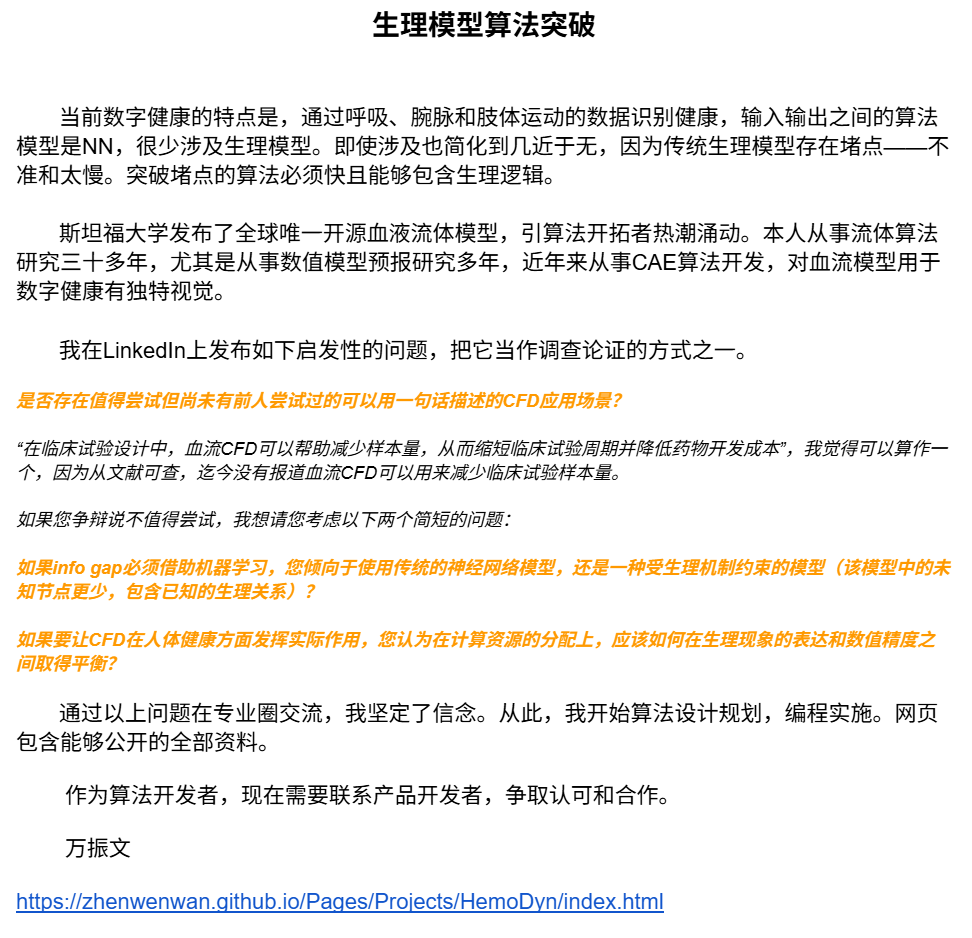 生理模型算法突破
当前数字健康的特点是，通过呼吸、腕脉和肢体运动的数据识别健康，输入输出之间的算法
模型是NN，很少涉及生理模型。即使涉及也简化到几近于无，因为传统生理模型存在堵点——不
准和太慢。突破堵点的算法必须快且能够包含生理逻辑。
斯坦福大学发布了全球唯一开源血液流体模型，引算法开拓者热潮涌动。本人从事流体算法
研究三十多年，尤其是从事数值模型预报研究多年，近年来从事CAE算法开发，对血流模型用于
数字健康有独特视觉。
我在LinkedIn上发布如下启发性的问题，把它当作调查论证的方式之一。
是否存在值得尝试但尚未有前人尝试过的可以用一句话描述的CFD应用场景？
“在临床试验设计中，血流CFD可以帮助减少样本量，从而缩短临床试验周期并降低药物开发成本”，我觉得可以算作一
个，因为从文献可查，迄今没有报道血流CFD可以用来减少临床试验样本量。
如果您争辩说不值得尝试，我想请您考虑以下两个简短的问题：
如果info gap必须借助机器学习，您倾向于使用传统的神经网络模型，还是一种受生理机制约束的模型（该模型中的未
知节点更少，包含已知的生理关系）？
如果要让CFD在人体健康方面发挥实际作用，您认为在计算资源的分配上，应该如何在生理现象的表达和数值精度之
间取得平衡？
通过以上问题在专业圈交流，我坚定了信念。从此，我开始算法设计规划，编程实施。网页
包含能够公开的全部资料。
作为算法开发者，现在需要联系产品开发者，争取认可和合作。
万振文
https://zhenwenwan.github.io/Pages/Projects/HemoDyn/index.html